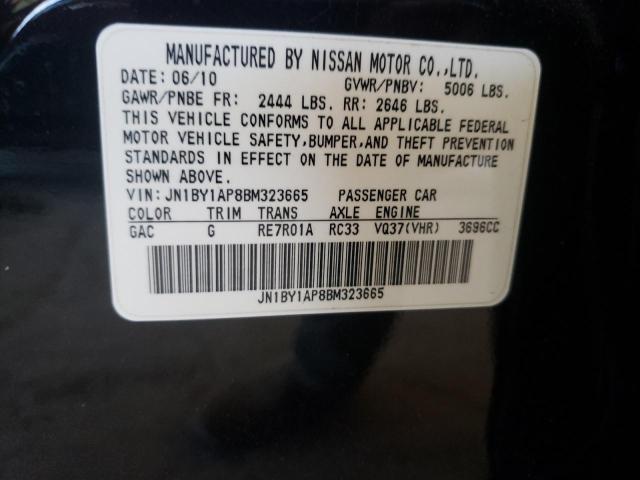 MANUFACTURED BY NISSAN MOTOR CO.,LTD.
DATE: 06/10 GVWR/PNBV: 5006 LBS.
GAWR/PNBE FR: 2444 LBS. RR: 2646 LBS.
THIS VEHICLE CONFORMS TO ALL APPLICABLE FEDERAL
MOTOR VEHICLE SAFETY,BUMPER,AND THEFT PREVENTION
STANDARDS IN EFFECT ON THE DATE OF MANUFACTURE
SHOWN ABOVE.
VIN: JN1BY1AP8BM323665 PASSENGER CAR
COLOR TRIM TRANS AXLE ENGINE
GAC G RE7R01A RC33 VQ37(VHR) 3696CC
JN1BY1AP8BM323665